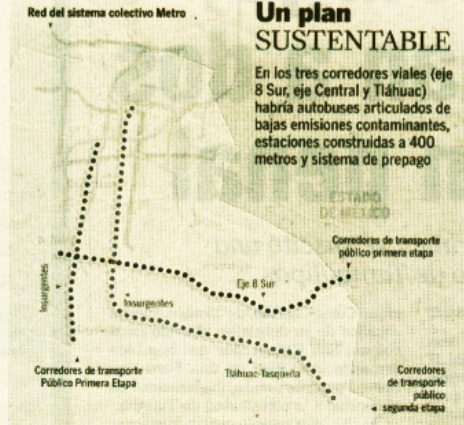 Red del sistema colectivo Metro
Un plan
SUSTENTABLE
En los tres corredores viales (eje
8 Sur, eje Central y Tláhuac)
habría autobuses articulados de
bajas emisiones contaminantes,
estaciones construidas a 400
metros y sistema de prepago
ESTADO
DE MÉXICO
Corredores de transporte
público primera etapa
Eje 8 Sur
Insurgentes
Insurgentes
Corredores de transporte
Público Primera Etapa
Tláhuac-Tasqueña
Corredores
de transporte
público
segunda etapa